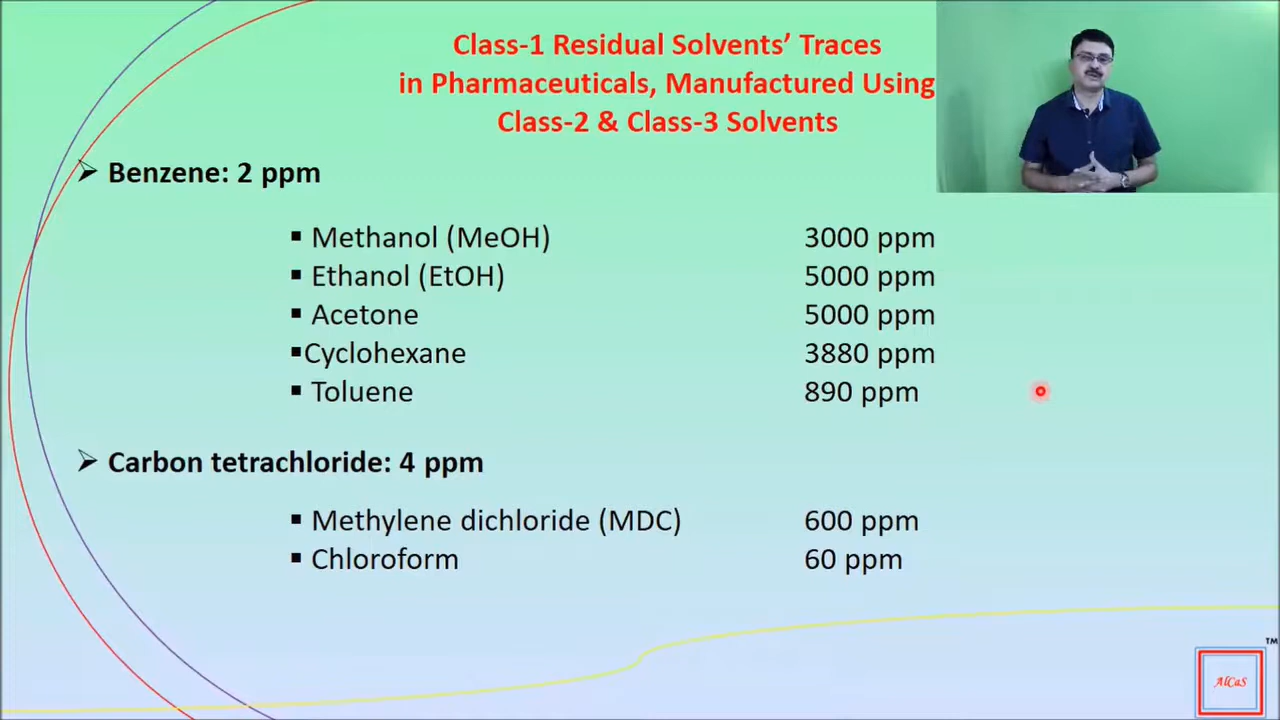 Class-1 Residual Solvents’ Traces
in Pharmaceuticals, Manufactured Using
Class-2 & Class-3 Solvents
➢ Benzene: 2 ppm
▪ Methanol (MeOH) 3000 ppm
▪ Ethanol (EtOH) 5000 ppm
▪ Acetone 5000 ppm
▪Cyclohexane 3880 ppm
▪ Toluene 890 ppm
➢ Carbon tetrachloride: 4 ppm
▪ Methylene dichloride (MDC) 600 ppm
▪ Chloroform 60 ppm
TM
AlCaS